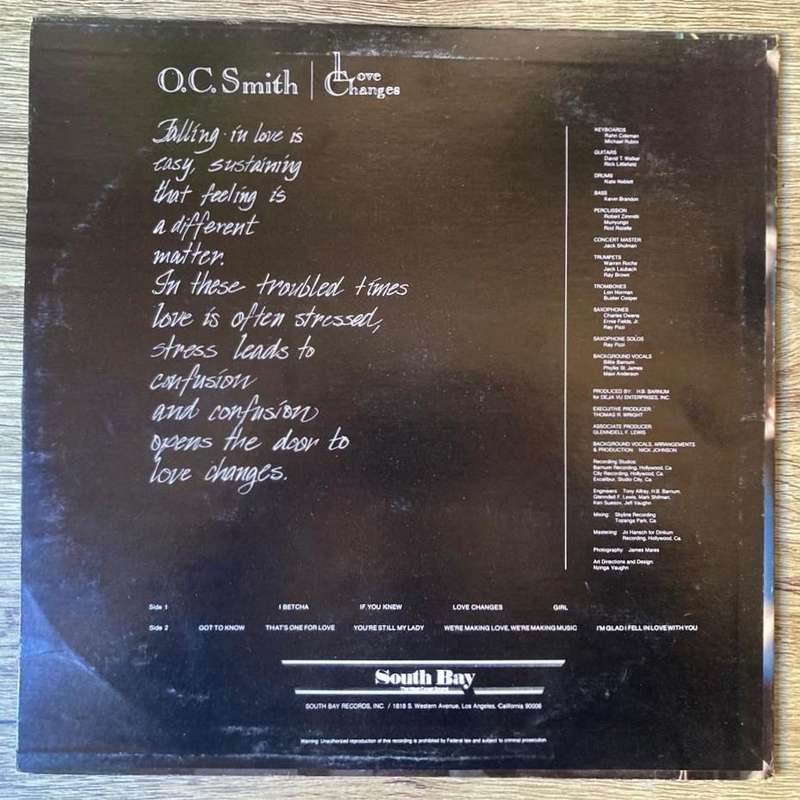 O.C. Smith | Love Changes
Falling in love is
easy, sustaining
that feeling is
a different
matter.
In these troubled times
love is often stressed,
stress leads to
confusion
and confusion
opens the door to
love changes.
KEYBOARDS
Rahn Coleman
Michael Rubini
GUITARS
David T. Walker
Rick Littlefield
DRUMS
BASS
Kevin Brandon
PERCUSSION
Robert Zimmitti
Munyungo
Rod Rozelle
CONCERT MASTER
Jack Shulman
TRUMPETS
Warren Roche
Jack Laubach
Ray Brown
TROMBONES
Lon Norman
Buster Cooper
SAXOPHONES
Charles Owens
Ernie Fields, Jr.
Ray Pizzi
SAXOPHONE SOLOS
Ray Pizzi
BACKGROUND VOCALS
Billie Barnum
Phyllis St. James
Maxi Anderson
PRODUCED BY: H.B. BARNUM
for DEJA VU ENTERPRISES, INC.
EXECUTIVE PRODUCER
THOMAS R. WRIGHT
ASSOCIATE PRODUCER
GLENNDELL F. LEWIS
BACKGROUND VOCALS, ARRANGEMENTS
& PRODUCTION NICK JOHNSON
Recording Studios:
Barnum Recording, Hollywood, Ca
City Recording, Hollywood, Ca
Excalibur, Studio City, Ca
Engineers Tony Allray, H.B. Barnum,
Glenndell F. Lewis, Mark Shifman,
Ken Suesov, Jeff Vaughn
Mixing: Skyline Recording
Topanga Park, Ca
Mastering: Jo Hansch for Dinkum
Recording, Hollywood, Ca.
Photography James Mares
Art Directions and Design
Nzinga Vaughn
Side 1 I BETCHA IF YOU KNEW LOVE CHANGES GIRL
Side 2 GOT TO KNOW THAT'S ONE FOR LOVE YOU'RE STILL MY LADY WE'RE MAKING LOVE, WE'RE MAKING MUSIC I'M GLAD I FELL IN LOVE WITH YOU
South Bay
The West Coast Sound
SOUTH BAY RECORDS, INC. / 1818 S. Western Avenue, Los Angeles, California 90006
Warning: Unauthorized reproduction of this recording is prohibited by Federal law and subject to criminal prosecution.